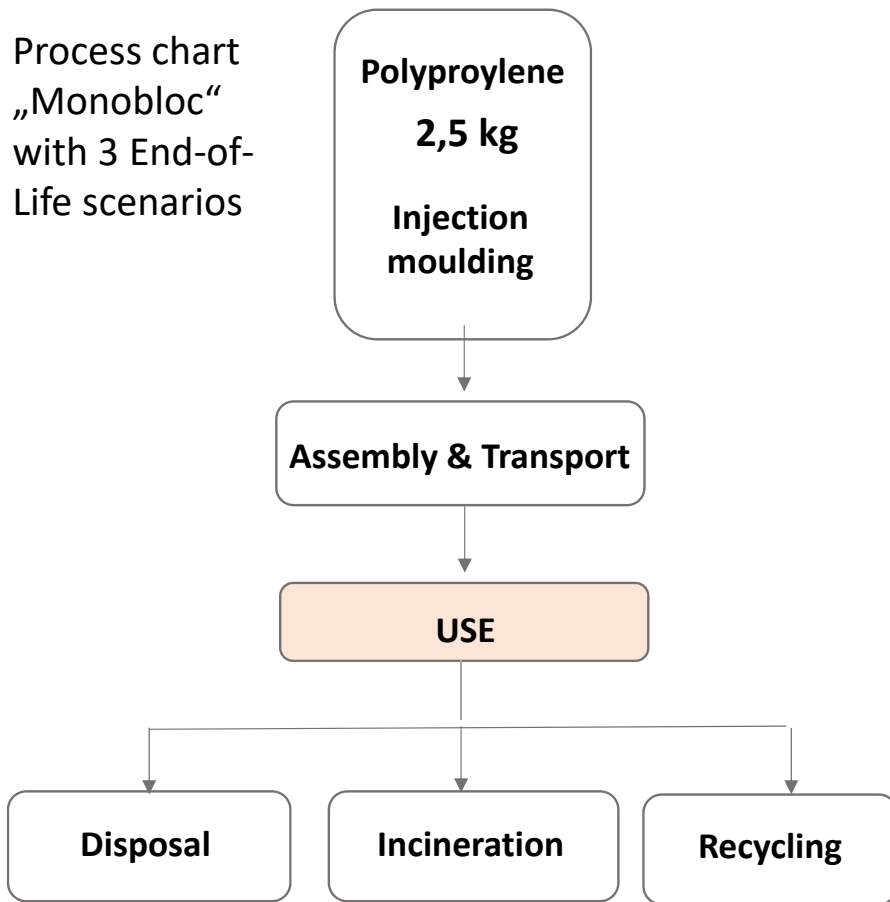 Process chart
„Monobloc“
with 3 End-of-
Life scenarios
Polyproylene
2,5 kg
Injection
moulding
Assembly & Transport
USE
Disposal
Incineration
Recycling